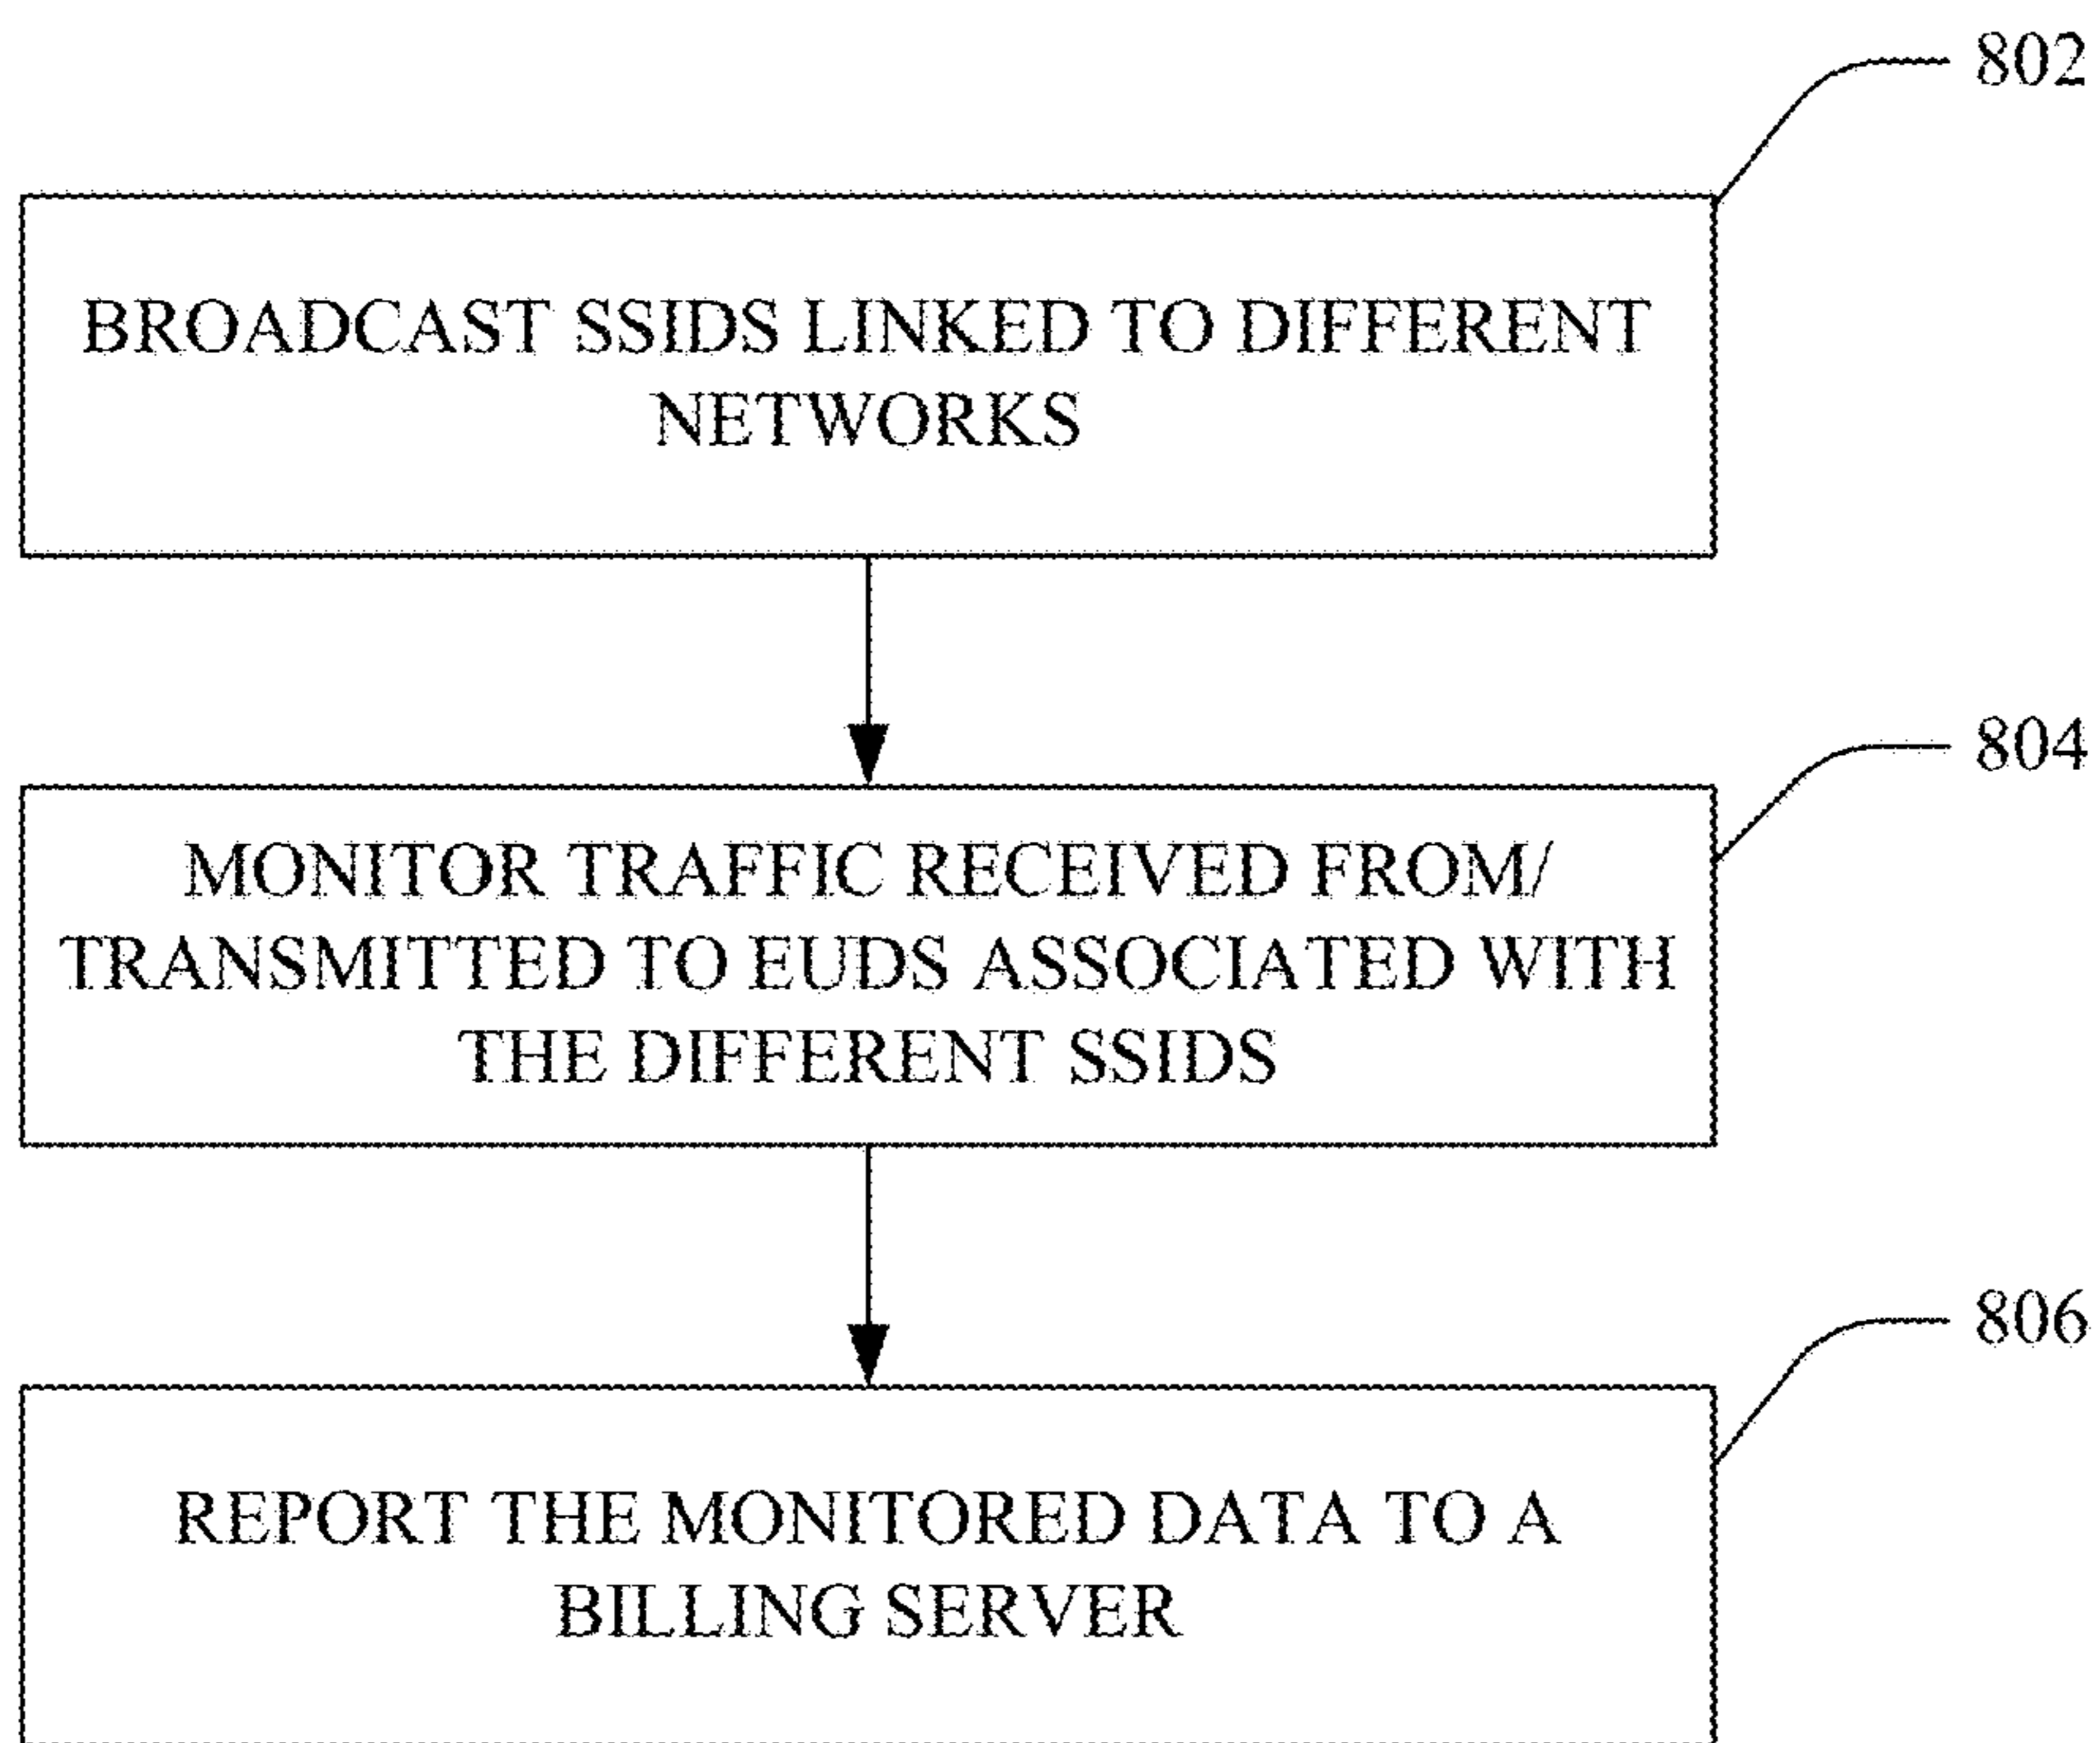 802
BROADCAST SSIDS LINKED TO DIFFERENT
NETWORKS
804
MONITOR TRAFFIC RECEIVED FROM/
TRANSMITTED TO EUDS ASSOCIATED WITH
THE DIFFERENT SSIDS
806
REPORT THE MONITORED DATA TO A
BILLING SERVER